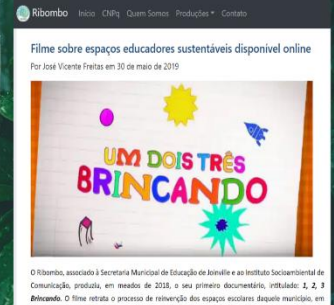 Ribombo Início CNPq Quem Somos Produções Contato
Filme sobre espaços educadores sustentáveis disponível online
Por José Vicente Freitas em 30 de maio de 2019
UM DOIS TRÊS
BRINCANDO
O Ribombo, associado à Secretaria Municipal de Educação de Joinville e ao Instituto Socioambiental de
Comunicação, produziu, em meados de 2018, o seu primeiro documentário, intitulado: 1, 2, 3
Brincando. O filme retrata o processo de reinvenção dos espaços escolares daquele município, em